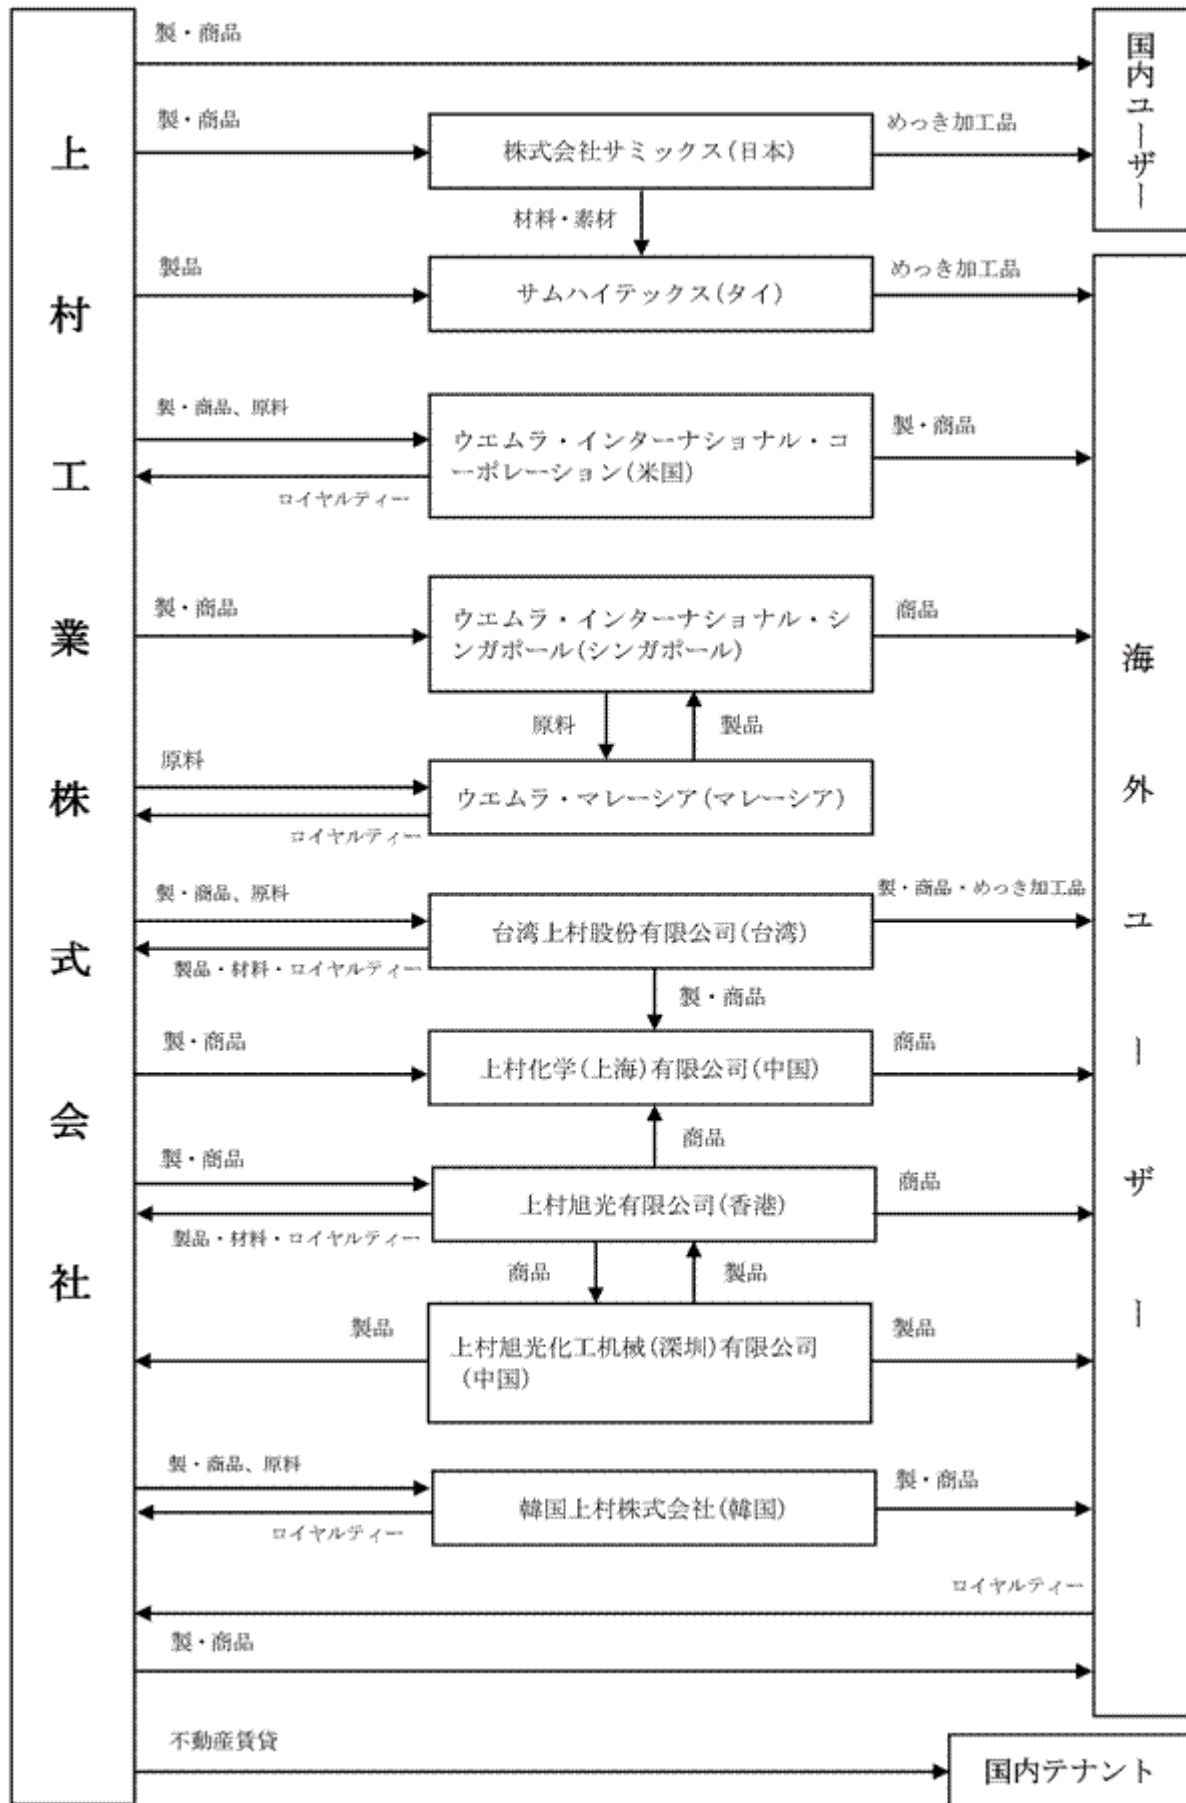 上村工業株式会社
製・商品
国内ユーザー
製・商品
株式会社サミックス(日本)
めっき加工品
材料・素材
製品
サムハイテックス(タイ)
めっき加工品
海外ユーザー
製・商品、原料
ウエムラ・インターナショナル・コ
ーポレーション(米国)
製・商品
ロイヤルティー
製・商品
ウエムラ・インターナショナル・シ
ンガポール(シンガポール)
商品
原料
製品
原料
ウエムラ・マレーシア(マレーシア)
ロイヤルティー
製・商品、原料
台湾上村股份有限公司(台湾)
製・商品・めっき加工品
製品・材料・ロイヤルティー
製・商品
製・商品
上村化学(上海)有限公司(中国)
商品
商品
製・商品
上村旭光有限公司(香港)
商品
製品・材料・ロイヤルティー
商品
製品
製品
上村旭光化工机械(深圳)有限公司
(中国)
製品
製・商品、原料
韓国上村株式会社(韓国)
製・商品
ロイヤルティー
ロイヤルティー
製・商品
不動産賃貸
国内テナント